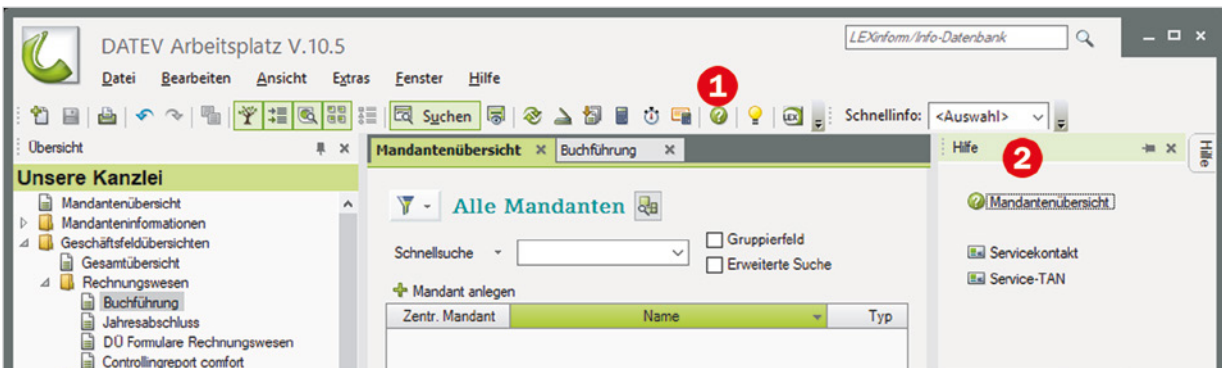 DATEV Arbeitsplatz V.10.5
LEXinform/Info-Datenbank
Datei Bearbeiten Ansicht Extras Fenster Hilfe
1
Suchen
LEX
Schnellinfo: <Auswahl>
Übersicht
Mandantenübersicht
Buchführung
Hilfe
2
Hilfe
Unsere Kanzlei
Mandantenübersicht
Mandanteninformationen
Geschäftsfeldübersichten
Gesamtübersicht
Rechnungswesen
Buchführung
Jahresabschluss
DÜ Formulare Rechnungswesen
Controllingreport comfort
Alle Mandanten
Schnellsuche
Gruppierfeld
Erweiterte Suche
Mandant anlegen
Zentr. Mandant Name Typ
Mandantenübersicht
Servicekontakt
Service-TAN